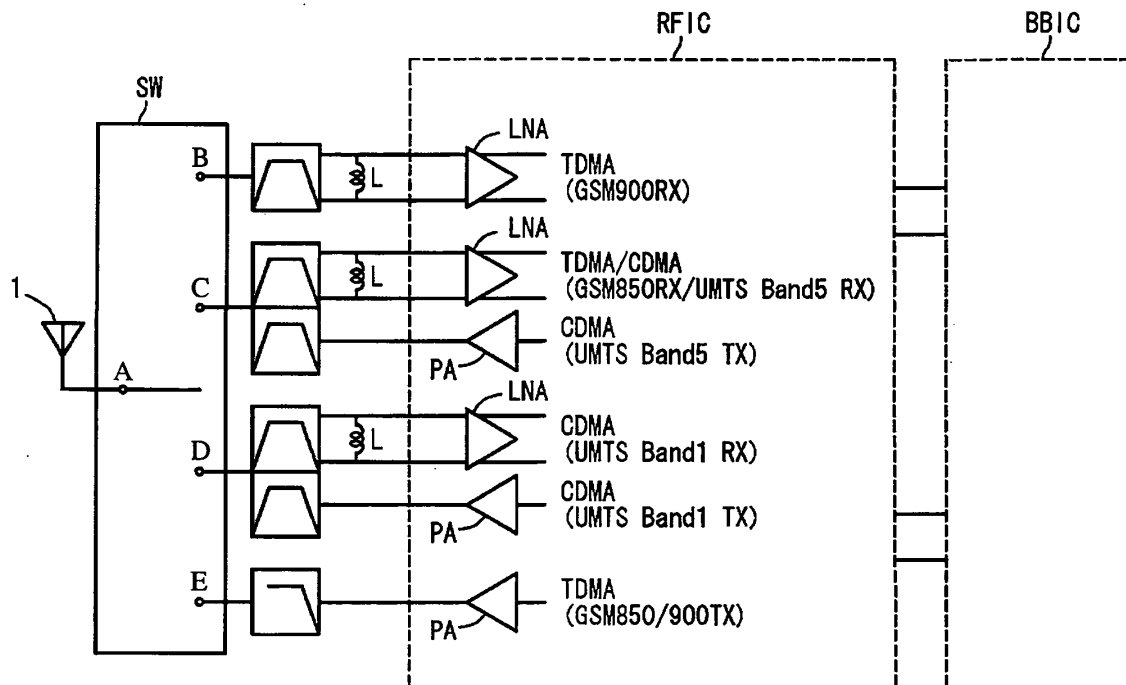 RFIC
BBIC
SW
LNA
B
L
TDMA
(GSM900RX)
LNA
L
TDMA/CDMA
(GSM850RX/UMTS Band5 RX)
C
1
CDMA
(UMTS Band5 TX)
PA
A
LNA
L
CDMA
(UMTS Band1 RX)
D
CDMA
(UMTS Band1 TX)
PA
E
TDMA
(GSM850/900TX)
PA